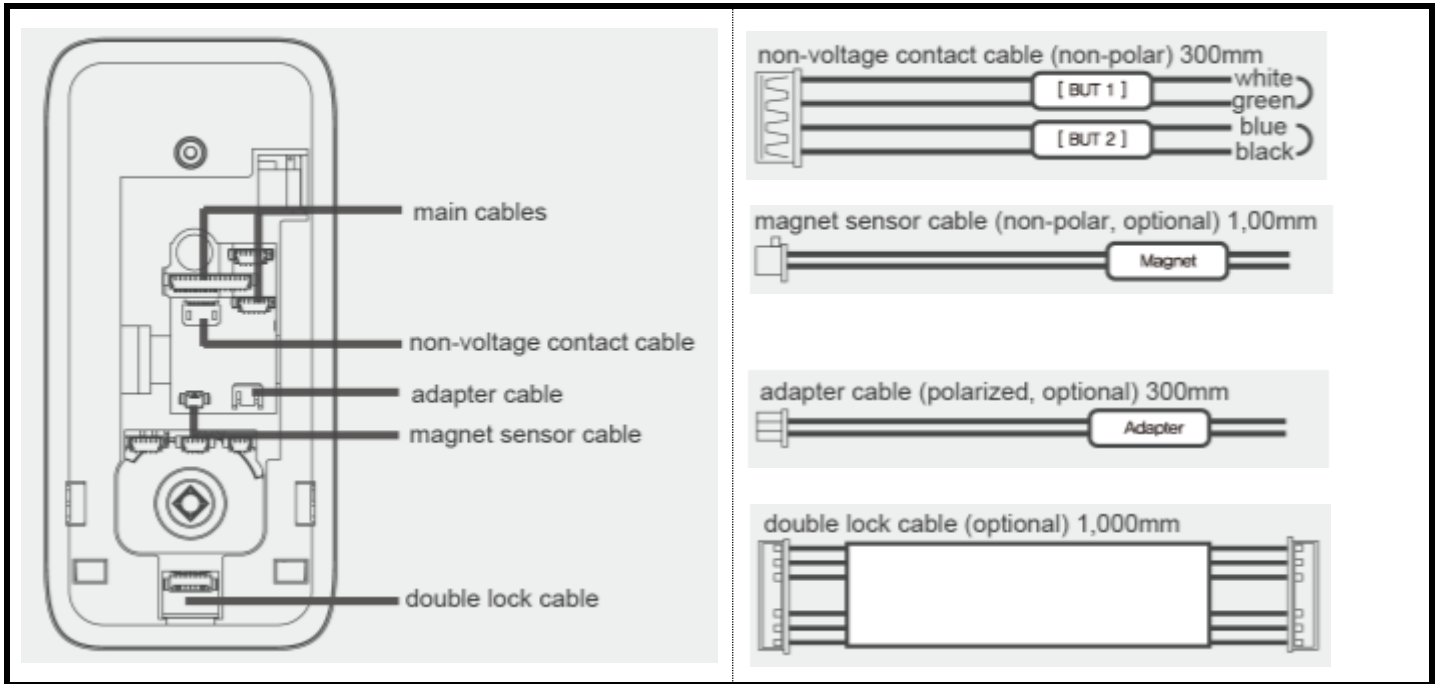 main cables
non-voltage contact cable
adapter cable
magnet sensor cable
double lock cable
non-voltage contact cable (non-polar) 300mm
[ BUT 1 ]
white
green
[ BUT 2 ]
blue
black
magnet sensor cable (non-polar, optional) 1,00mm
Magnet
adapter cable (polarized, optional) 300mm
Adapter
double lock cable (optional) 1,000mm